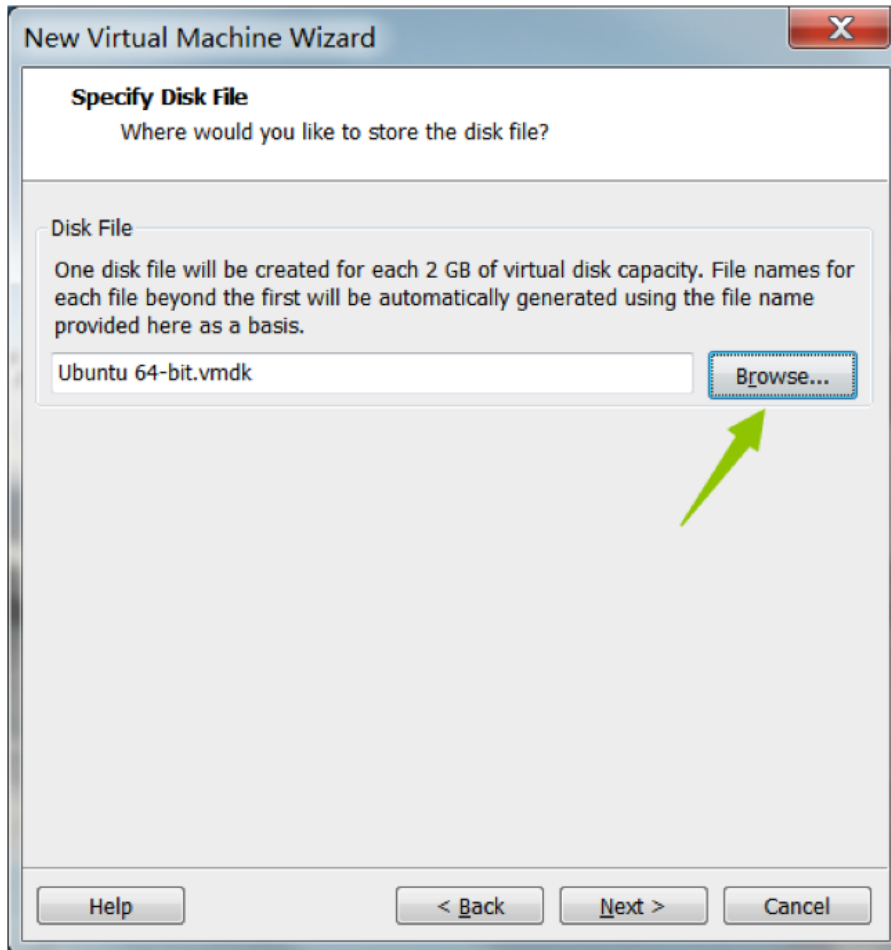 New Virtual Machine Wizard
Specify Disk File
Where would you like to store the disk file?
Disk File
One disk file will be created for each 2 GB of virtual disk capacity. File names for
each file beyond the first will be automatically generated using the file name
provided here as a basis.
Ubuntu 64-bit.vmdk
Browse...
Help
< Back
Next >
Cancel